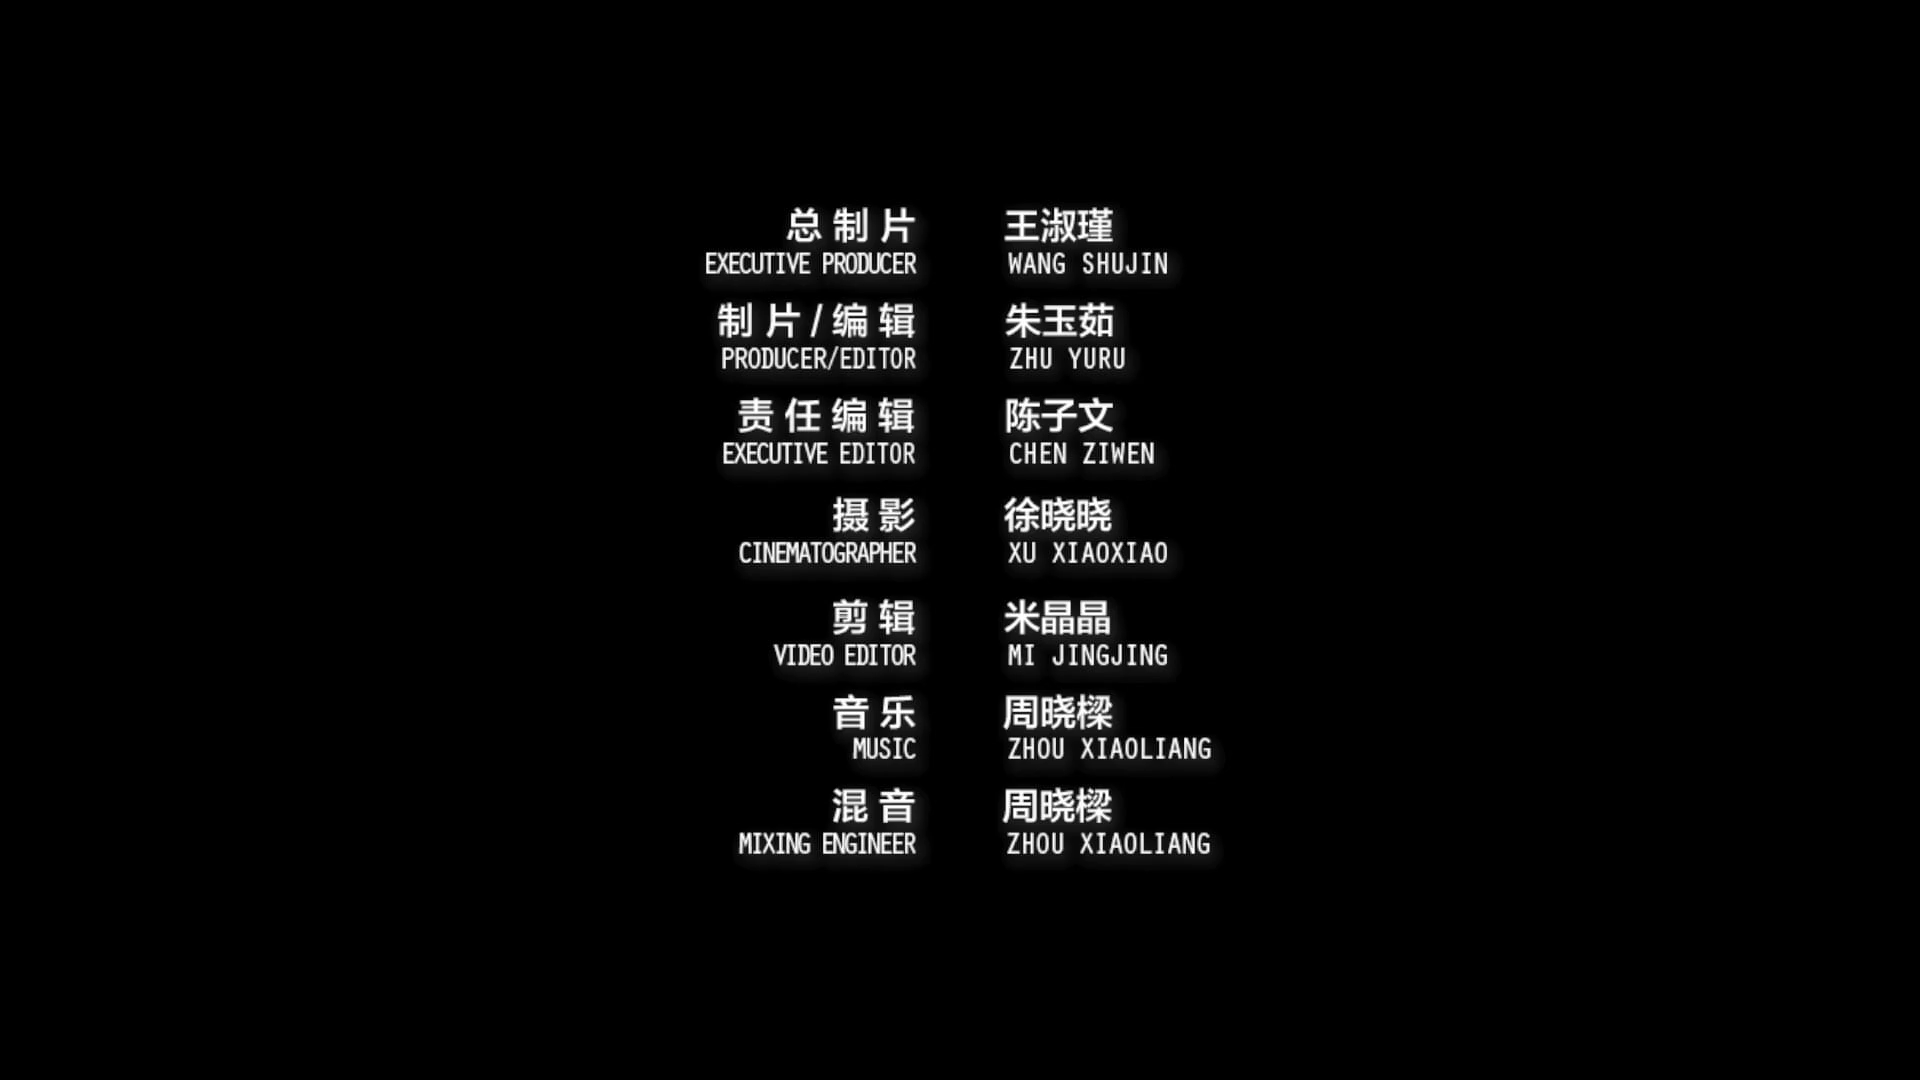 总制片 王淑瑾
EXECUTIVE PRODUCER WANG SHUJIN
制片/编辑 朱玉茹
PRODUCER/EDITOR ZHU YURU
责任编辑 陈子文
EXECUTIVE EDITOR CHEN ZIWEN
摄影 徐晓晓
CINEMATOGRAPHER XU XIAOXIAO
剪辑 米晶晶
VIDEO EDITOR MI JINGJING
音乐 周晓樑
MUSIC ZHOU XIAOLIANG
混音 周晓樑
MIXING ENGINEER ZHOU XIAOLIANG